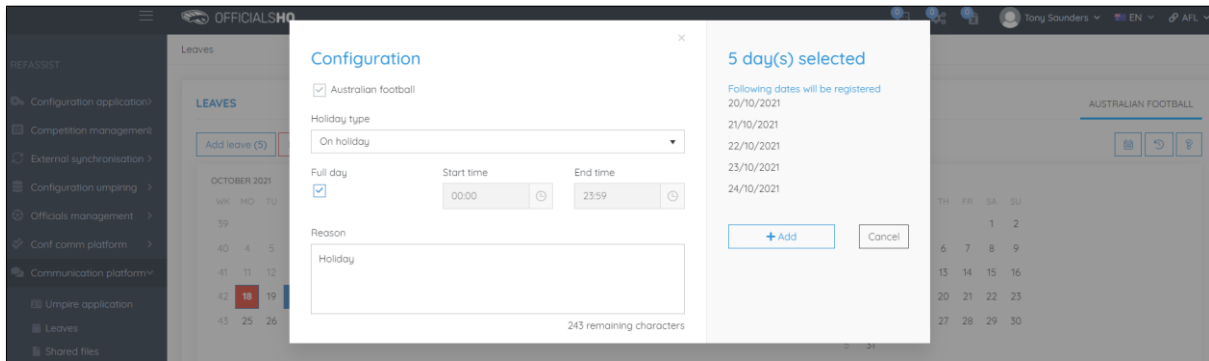 OFFICIALSHQ
0
0
0
Tony Saunders
EN
AFL
REFASSIST
Configuration application
Competition management
External synchronisation
Configuration umpiring
Officials management
Conf comm platform
Communication platform
Umpire application
Leaves
Shared files
Leaves
LEAVES
AUSTRALIAN FOOTBALL
Add leave (5)
OCTOBER 2021
WK MO TU
39
40 4 5
41 11 12
42 18 19
43 25 26
TH FR SA SU
1 2
6 7 8 9
13 14 15 16
20 21 22 23
27 28 29 30
5 31
Configuration
Australian football
Holiday type
On holiday
Full day Start time End time
00:00 23:59
Reason
Holiday
243 remaining characters
5 day(s) selected
Following dates will be registered
20/10/2021
21/10/2021
22/10/2021
23/10/2021
24/10/2021
+ Add
Cancel